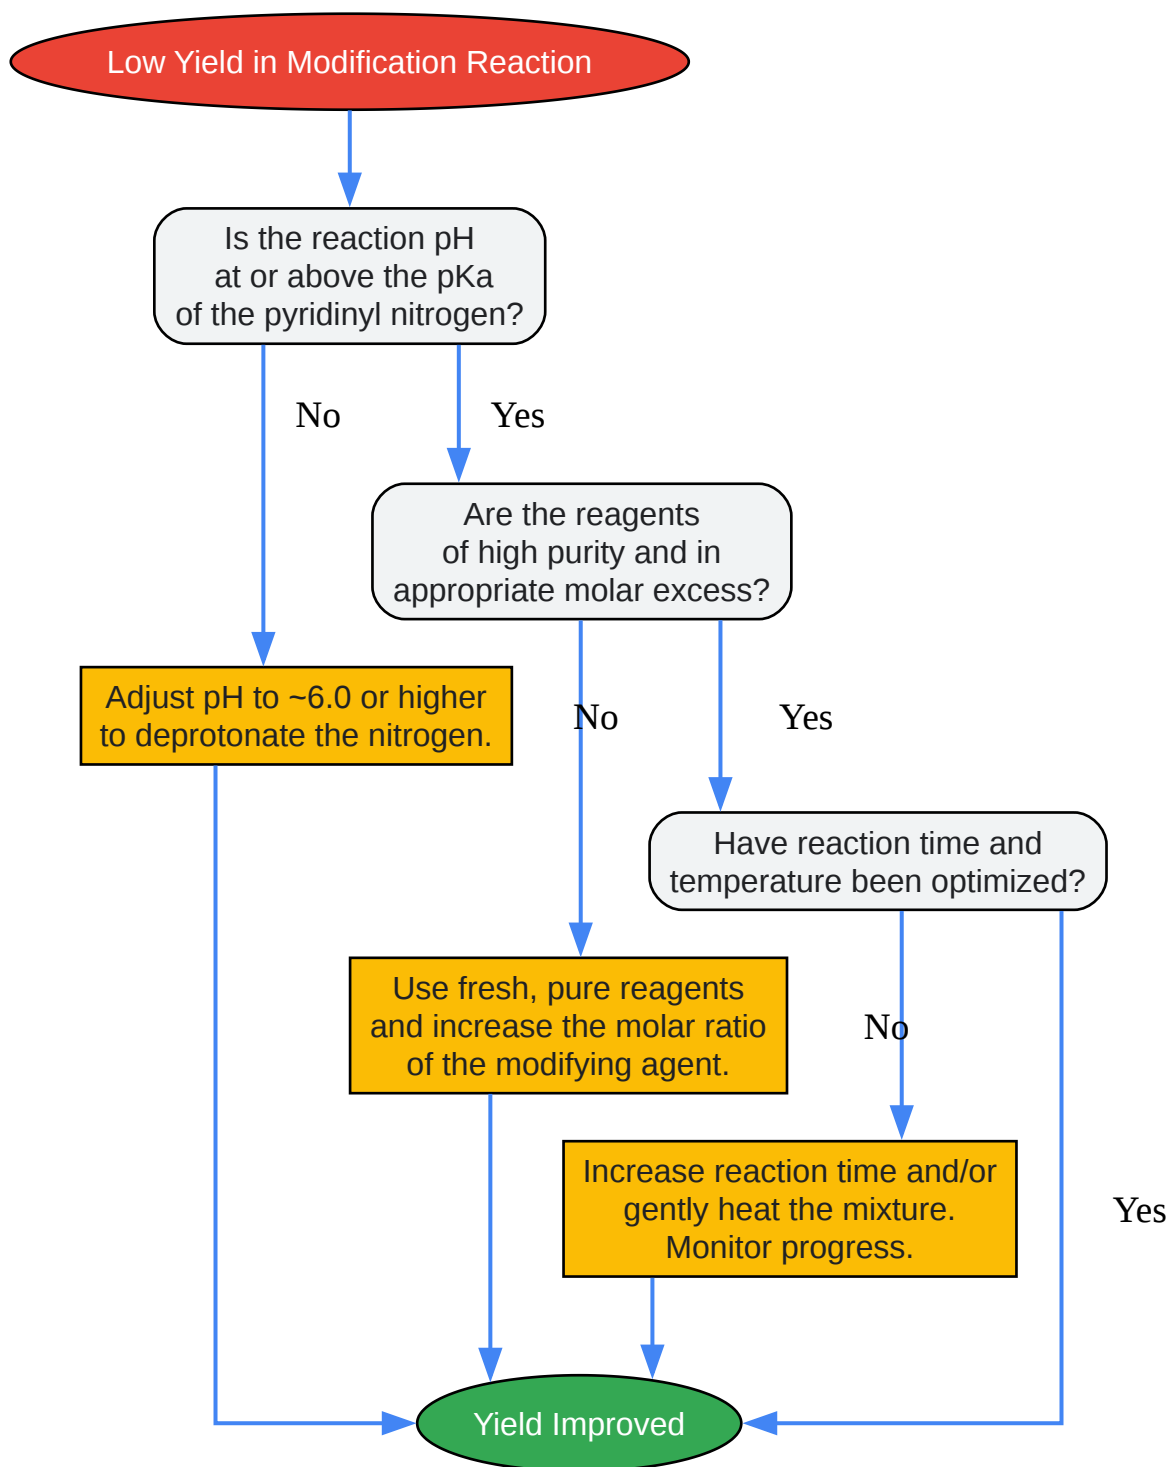 Low Yield in Modification Reaction
Is the reaction pH
at or above the pKa
of the pyridinyl nitrogen?
No
Yes
Are the reagents
of high purity and in
appropriate molar excess?
Adjust pH to ~6.0 or higher
to deprotonate the nitrogen.
No
Yes
Have reaction time and
temperature been optimized?
Use fresh, pure reagents
and increase the molar ratio
of the modifying agent.
No
Increase reaction time and/or
gently heat the mixture.
Monitor progress.
Yes
Yield Improved